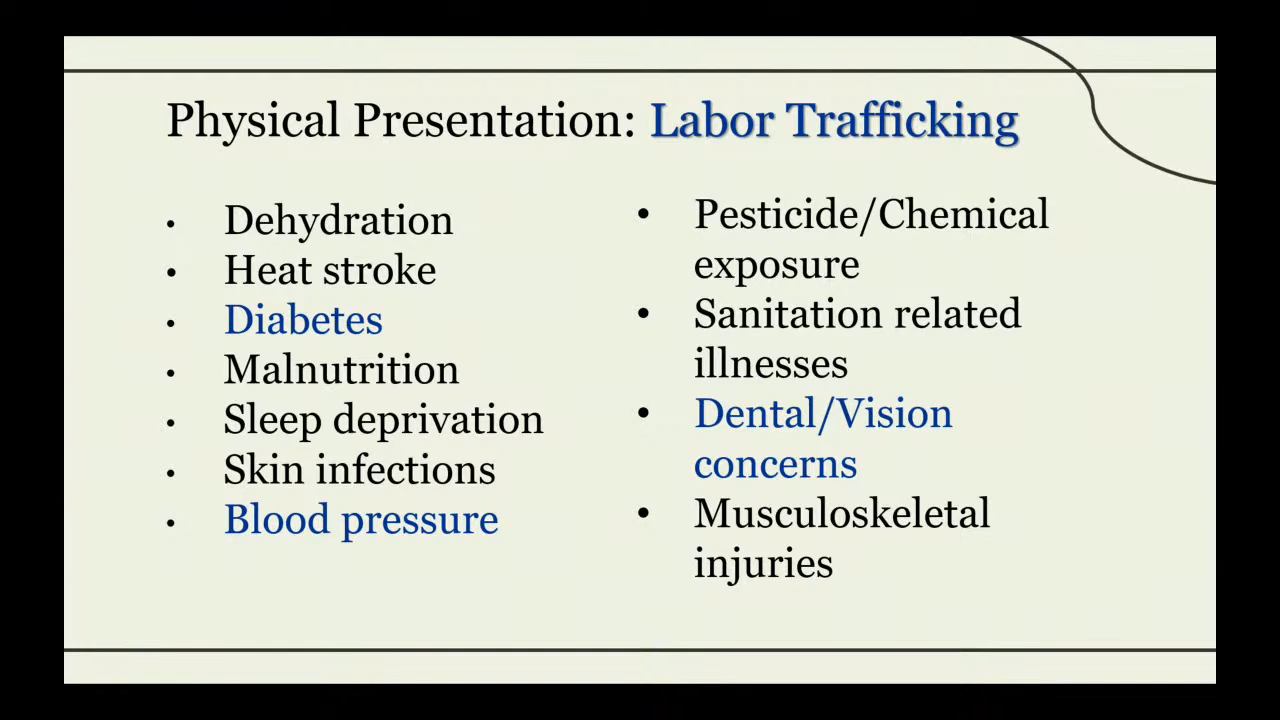 Physical Presentation: Labor Trafficking
• Dehydration
• Heat stroke
• Diabetes
• Malnutrition
• Sleep deprivation
• Skin infections
• Blood pressure
• Pesticide/Chemical
exposure
• Sanitation related
illnesses
• Dental/Vision
concerns
• Musculoskeletal
injuries